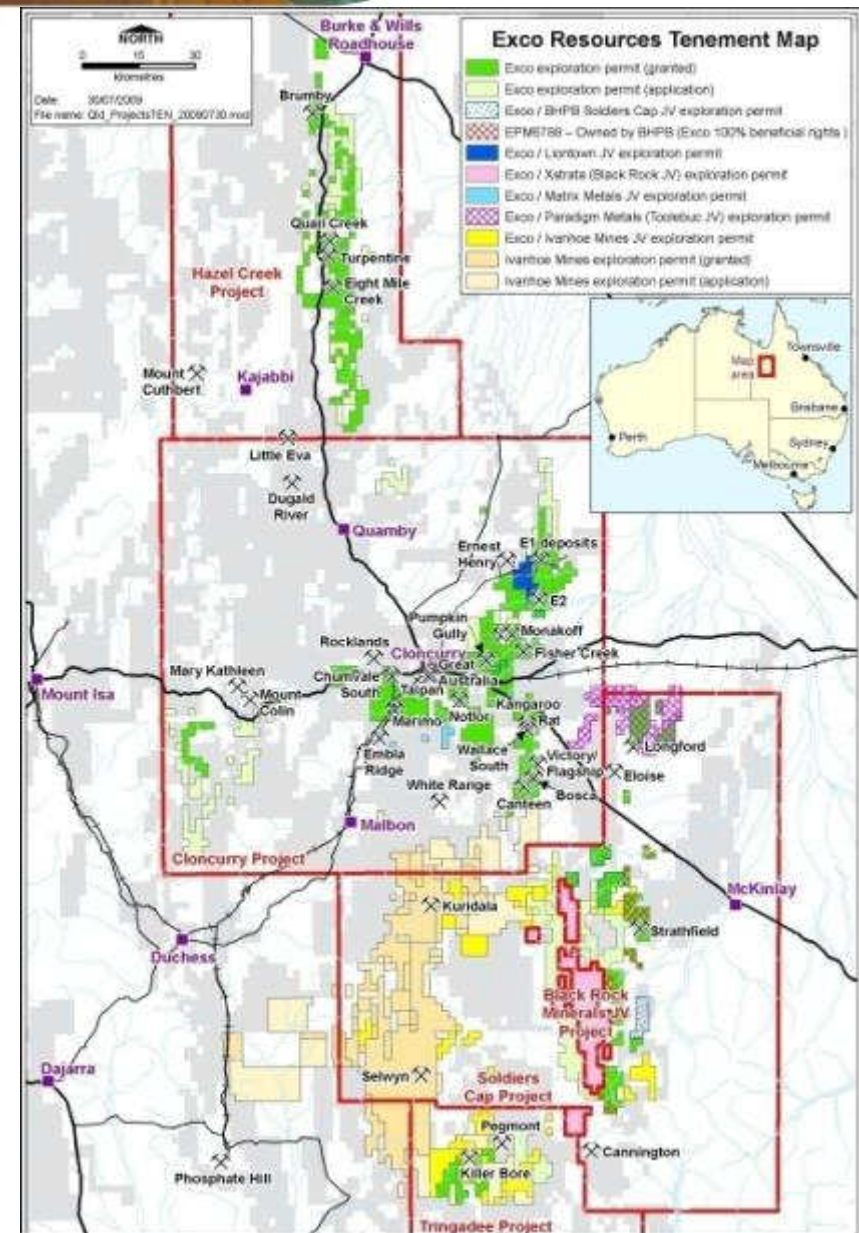 NORTH
0 15 30
kilometres
Date: 30/07/2009
File name: Qld_ProjectsTEN_20090730.mxd
Burke & Wills
Roadhouse
Exco Resources Tenement Map
Exco exploration permit (granted)
Exco exploration permit (application)
Exco / BHPB Soldiers Cap JV exploration permit
EPM6788 – Owned by BHPB (Exco 100% beneficial rights )
Exco / Liontown JV exploration permit
Exco / Xstrata (Black Rock JV) exploration permit
Exco / Matrix Metals JV exploration permit
Exco / Paradigm Metals (Toolebuc JV) exploration permit
Exco / Ivanhoe Mines JV exploration permit
Ivanhoe Mines exploration permit (granted)
Ivanhoe Mines exploration permit (application)
Brumby
Quail Creek
Turpentine
Hazel Creek
Project
Eight Mile
Creek
Mount
Cuthbert
Kajabbi
Map
area
Townsville
Brisbane
Perth
Sydney
Melbourne
Little Eva
Dugald
River
Quamby
Ernest
Henry
E1 deposits
E2
Pumpkin
Gully
Monakoff
Rocklands
Cloncurry
Great
Australia
Fisher Creek
Mary Kathleen
Chumvale
South
Taipan
Mount Isa
Mount
Colin
Marimo
Notlor
Kangaroo
Rat
Longford
Embla
Ridge
Wallace
South
Victory/
Flagship
Eloise
White Range
Canteen
Bosca
Malbon
Cloncurry Project
McKinlay
Kuridala
Strathfield
Duchess
Black Rock
Minerals JV
Project
Dajarra
Selwyn
Soldiers
Cap Project
Pegmont
Cannington
Phosphate Hill
Killer Bore
Tringadee Project